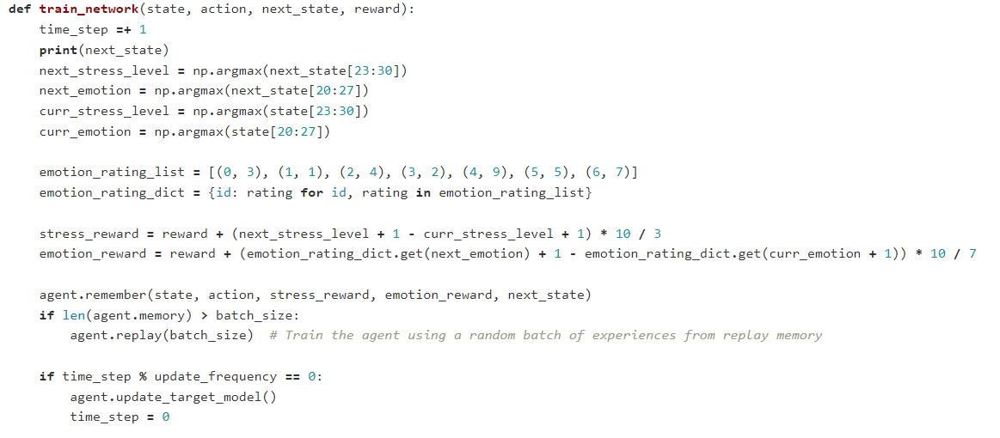 def train_network(state, action, next_state, reward):
    time_step =+ 1
    print(next_state)
    next_stress_level = np.argmax(next_state[23:30])
    next_emotion = np.argmax(next_state[20:27])
    curr_stress_level = np.argmax(state[23:30])
    curr_emotion = np.argmax(state[20:27])

    emotion_rating_list = [(0, 3), (1, 1), (2, 4), (3, 2), (4, 9), (5, 5), (6, 7)]
    emotion_rating_dict = {id: rating for id, rating in emotion_rating_list}

    stress_reward = reward + (next_stress_level + 1 - curr_stress_level + 1) * 10 / 3
    emotion_reward = reward + (emotion_rating_dict.get(next_emotion) + 1 - emotion_rating_dict.get(curr_emotion + 1)) * 10 / 7

    agent.remember(state, action, stress_reward, emotion_reward, next_state)
    if len(agent.memory) > batch_size:
        agent.replay(batch_size)  # Train the agent using a random batch of experiences from replay memory

    if time_step % update_frequency == 0:
        agent.update_target_model()
        time_step = 0